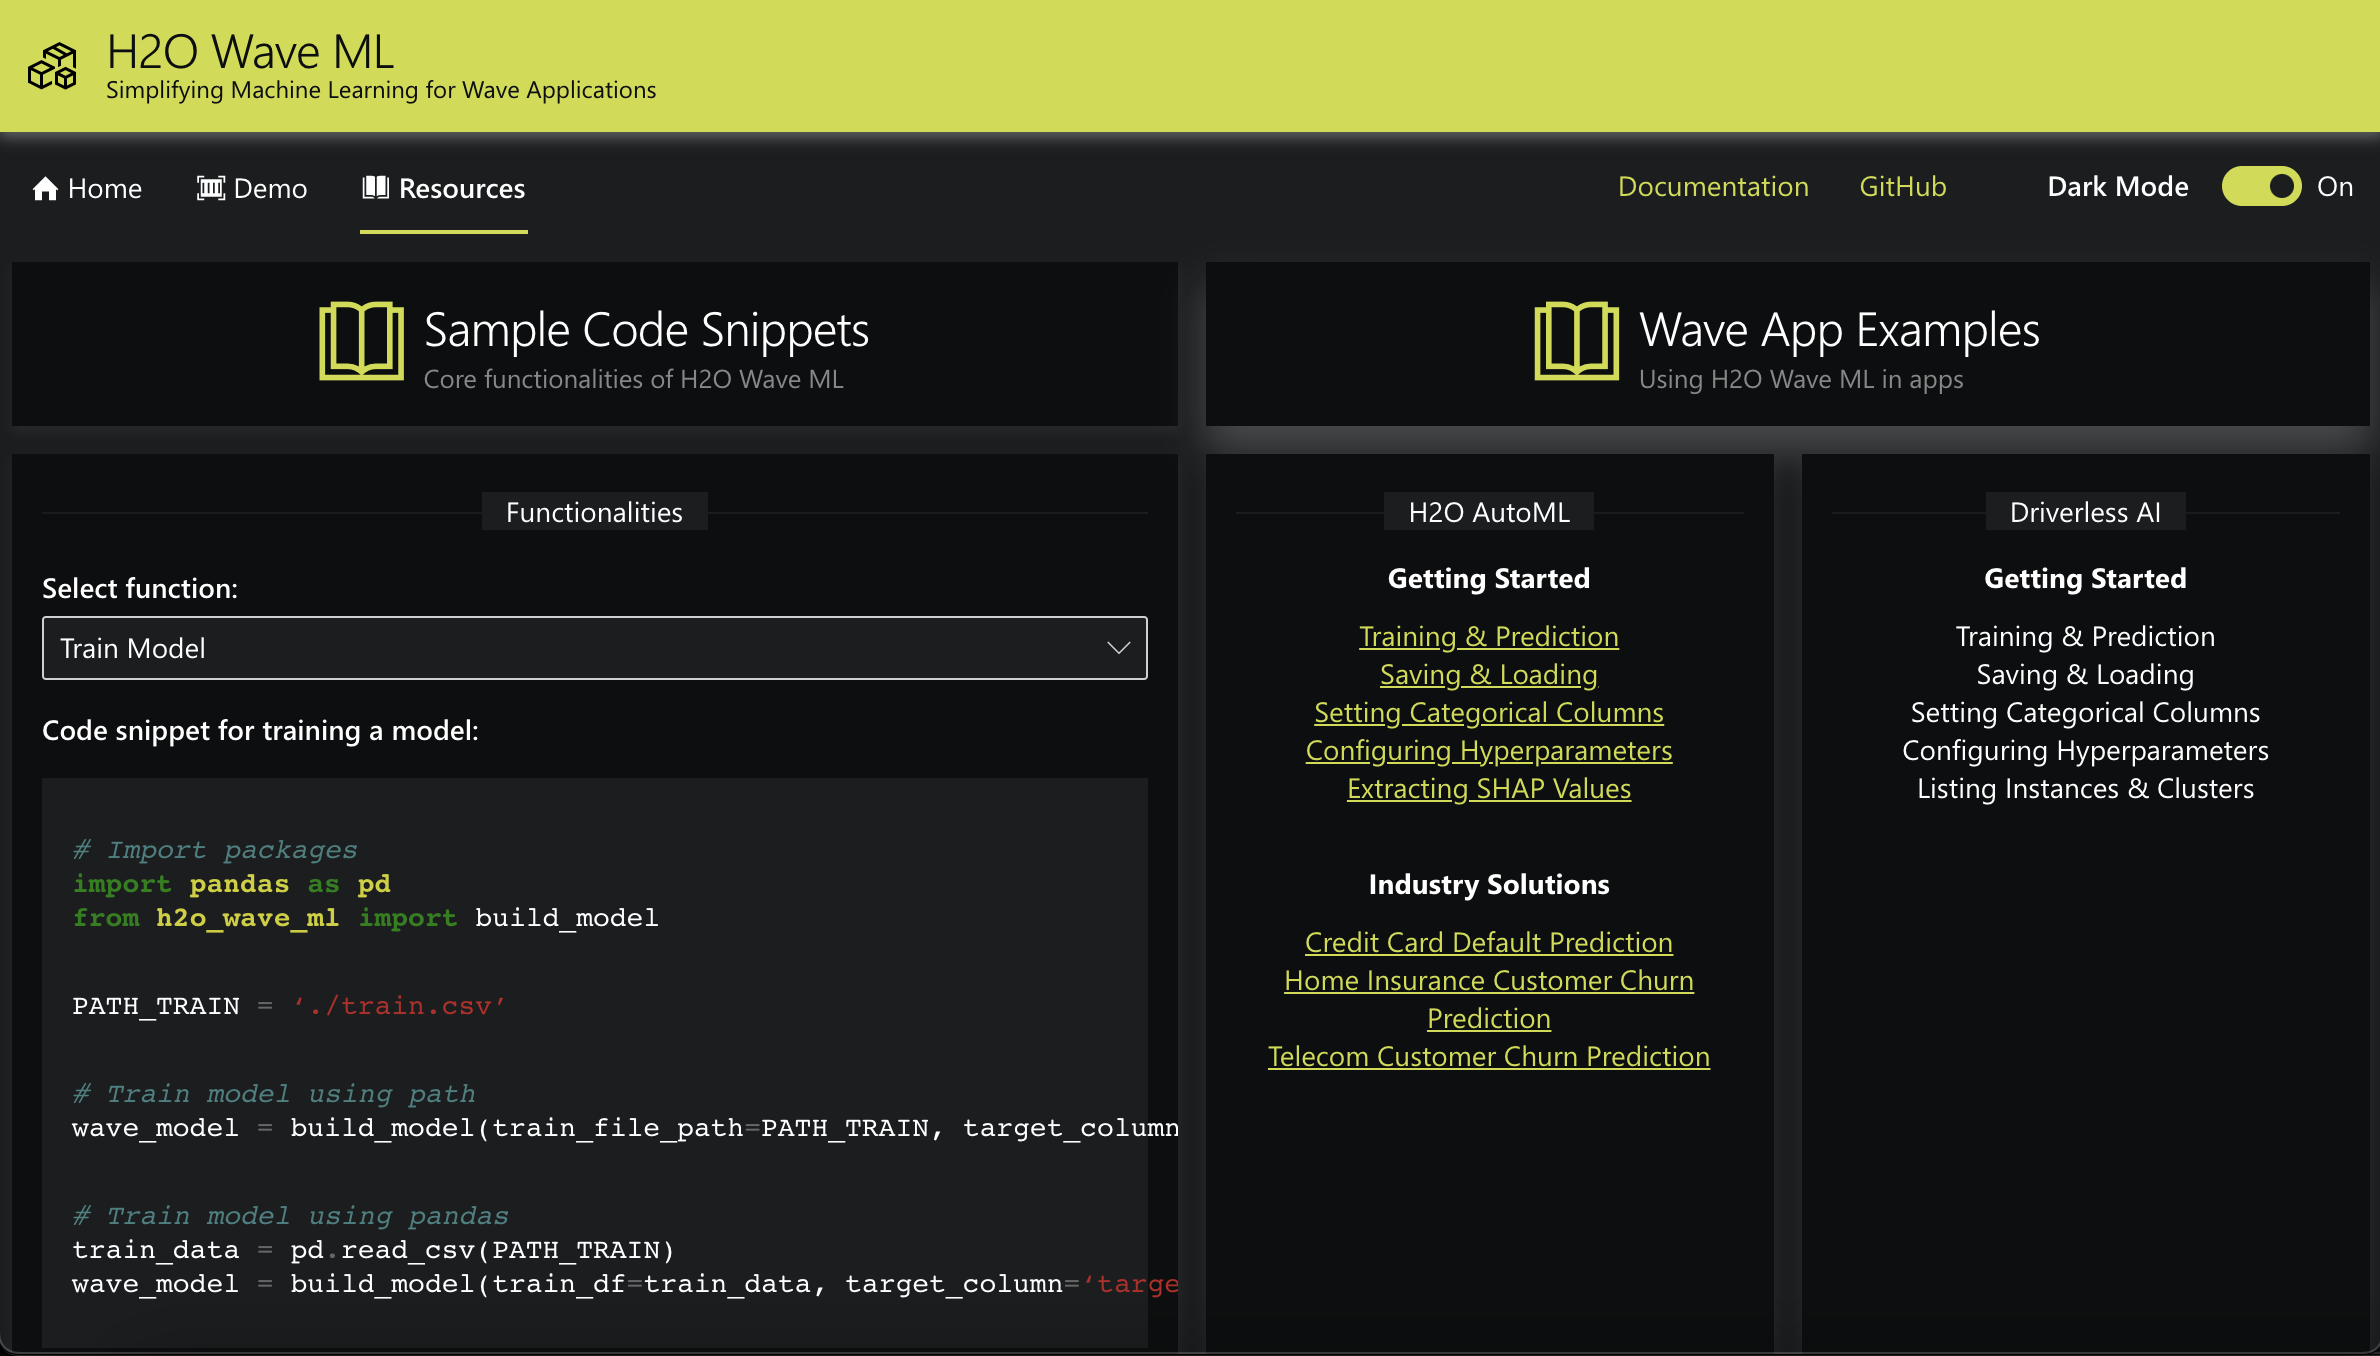 H2O Wave ML
Simplifying Machine Learning for Wave Applications
Home
Demo
Resources
Documentation
GitHub
Dark Mode
On
Sample Code Snippets
Core functionalities of H2O Wave ML
Wave App Examples
Using H2O Wave ML in apps
Functionalities
Select function:
Train Model
Code snippet for training a model:
# Import packages
import pandas as pd
from h2o_wave_ml import build_model
PATH_TRAIN = ‘./train.csv’
# Train model using path
wave_model = build_model(train_file_path=PATH_TRAIN, target_column
# Train model using pandas
train_data = pd.read_csv(PATH_TRAIN)
wave_model = build_model(train_df=train_data, target_column=‘targe
H2O AutoML
Getting Started
Training & Prediction
Saving & Loading
Setting Categorical Columns
Configuring Hyperparameters
Extracting SHAP Values
Industry Solutions
Credit Card Default Prediction
Home Insurance Customer Churn
Prediction
Telecom Customer Churn Prediction
Driverless AI
Getting Started
Training & Prediction
Saving & Loading
Setting Categorical Columns
Configuring Hyperparameters
Listing Instances & Clusters